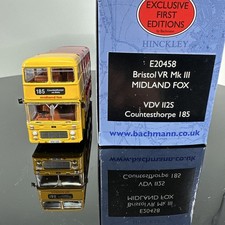 EXCLUSIVE
FIRST
EDITIONS
HINCKLEY
E20458
Bristol VR Mk III
MIDLAND FOX
VDV 112S
Countesthorpe 185
www.bachmann.co.uk
185 Countesthorpe